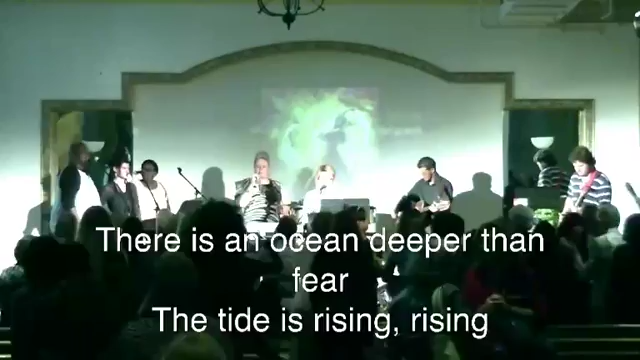 There is an ocean deeper than
fear
The tide is rising, rising